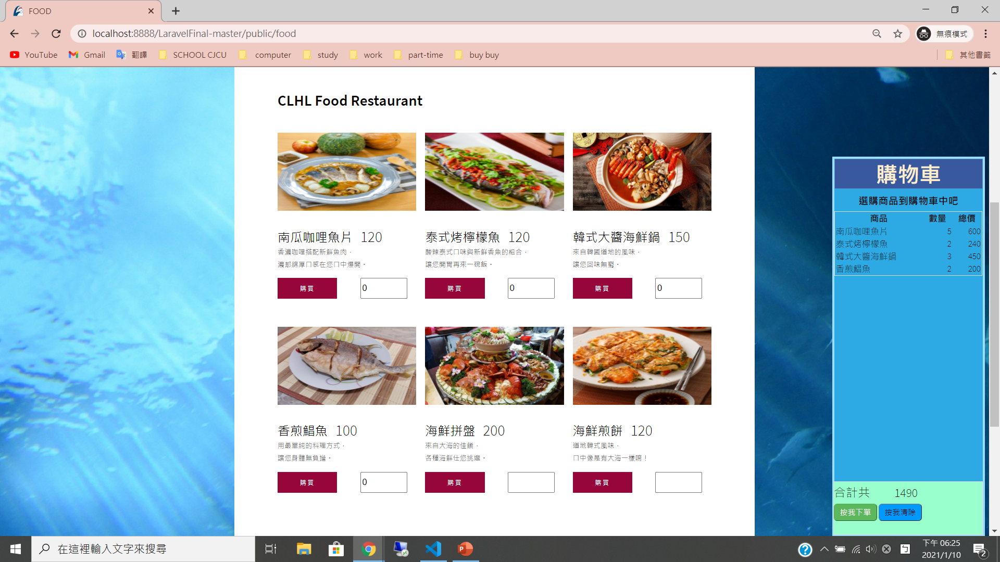 FOOD
localhost:8888/LaravelFinal-master/public/food
無痕模式
YouTube
Gmail
翻譯
SCHOOL CJCU
computer
study
work
part-time
buy buy
其他書籤
CLHL Food Restaurant
南瓜咖哩魚片 120
香濃咖哩搭配新鮮魚肉，
濃郁綿厚口感在您口中爆開。
購買
0
泰式烤檸檬魚 120
酸辣泰式口味與新鮮香魚的組合，
讓您開胃再來一碗飯。
購買
0
韓式大醬海鮮鍋 150
來自韓國道地的風味，
讓您回味無窮。
購買
0
香煎鯧魚 100
用最單純的料理方式，
讓您身體無負擔。
購買
0
海鮮拼盤 200
來自大海的佳餚，
各種海鮮任您挑選。
購買
海鮮煎餅 120
道地韓式風味，
口中像是有大海一樣唷！
購買
購物車
選購商品到購物車中吧
商品 數量 總價
南瓜咖哩魚片 5 600
泰式烤檸檬魚 2 240
韓式大醬海鮮鍋 3 450
香煎鯧魚 2 200
合計共 1490
按我下單 按我清除
在這裡輸入文字來搜尋
下午 06:25
2021/1/10
2